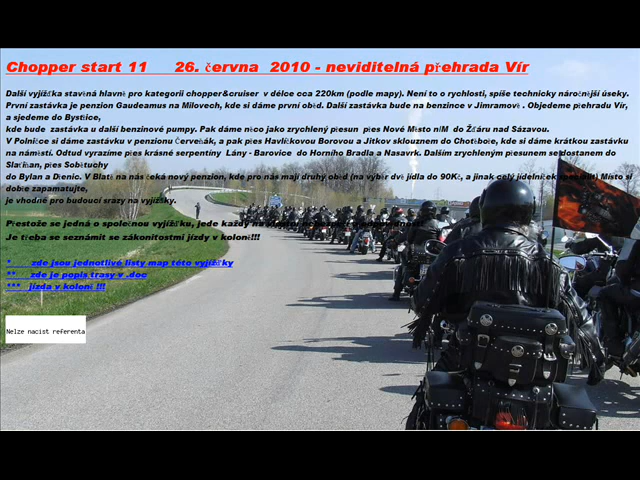 Chopper start 11 26. června 2010 - neviditelná přehrada Vír
Další vyjížďka stavěná hlavně pro kategorii chopper&cruiser v délce cca 220km (podle mapy). Není to o rychlosti, spíše technicky náročnější úseky.
První zastávka je penzion Gaudeamus na Milovech, kde si dáme první oběd. Další zastávka bude na benzince v Jimramově . Objedeme přehradu Vír,
a sjedeme do Bystřice,
kde bude zastávka u další benzinové pumpy. Pak dáme něco jako zrychlený přesun přes Nové Město n/M do Žďáru nad Sázavou.
V Polničce si dáme zastávku v penzionu Červeňák, a pak přes Havlíčkovou Borovou a Jitkov sklouznem do Chotěboře, kde si dáme krátkou zastávku
na náměstí. Odtud vyrazíme přes krásné serpentiny Lány - Barovice do Horního Bradla a Nasavrk. Dalším zrychleným přesunem se dostanem do
Slatiňan, přes Sobětuchy
do Bylan a Dřenic. V Blatě na nás čeká nový penzion, kde pro nás mají druhý oběd (na výběr dvě jídla do 90Kč, a jinak celý jídelníček Místo si
dobře zapamatujte,
je vhodné pro budoucí srazy na vyjížďky.
Přestože se jedná o společnou vyjížďku, jede každý na
Je třeba se seznámit se zákonitostmi jízdy v koloně!!!
* zde jsou jednotlivé listy map této vyjížďky
** zde je popis trasy v .doc
*** jízda v koloně !!!
Nelze nacist referenta